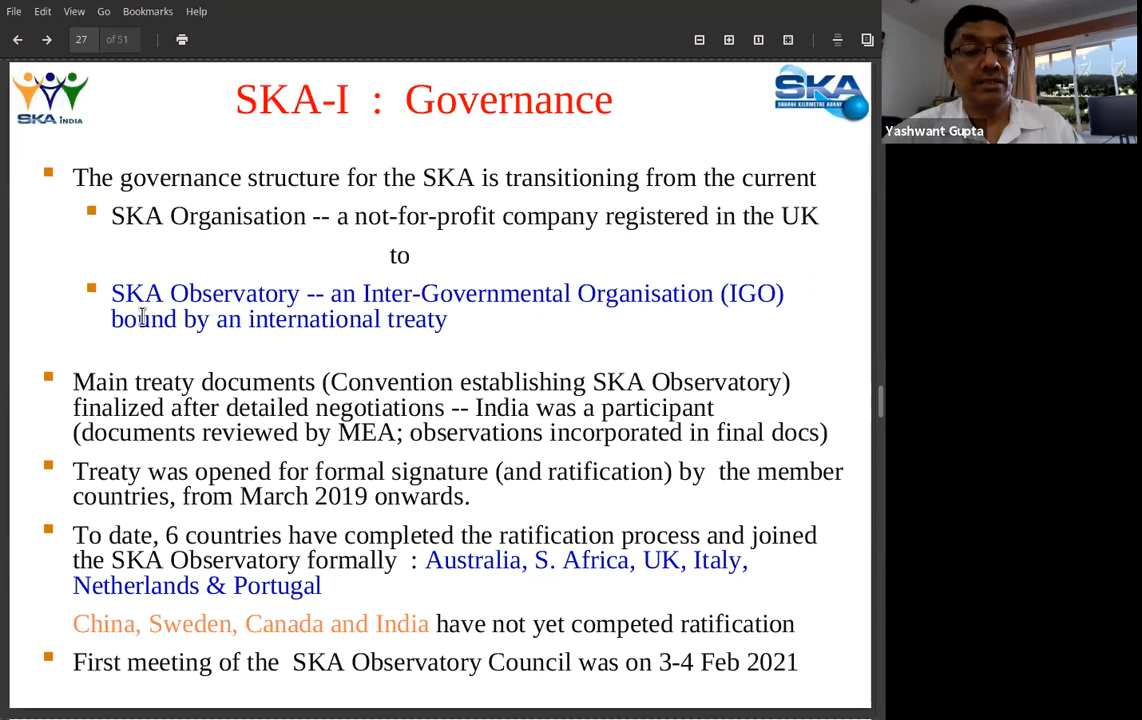 File Edit View Go Bookmarks Help
27 of 51
SKA INDIA
SKA-I : Governance
SKA
SQUARE KILOMETRE ARRAY
Yashwant Gupta
The governance structure for the SKA is transitioning from the current
SKA Organisation -- a not-for-profit company registered in the UK
to
SKA Observatory -- an Inter-Governmental Organisation (IGO)
bound by an international treaty
Main treaty documents (Convention establishing SKA Observatory)
finalized after detailed negotiations -- India was a participant
(documents reviewed by MEA; observations incorporated in final docs)
Treaty was opened for formal signature (and ratification) by the member
countries, from March 2019 onwards.
To date, 6 countries have completed the ratification process and joined
the SKA Observatory formally : Australia, S. Africa, UK, Italy,
Netherlands & Portugal
China, Sweden, Canada and India have not yet competed ratification
First meeting of the SKA Observatory Council was on 3-4 Feb 2021